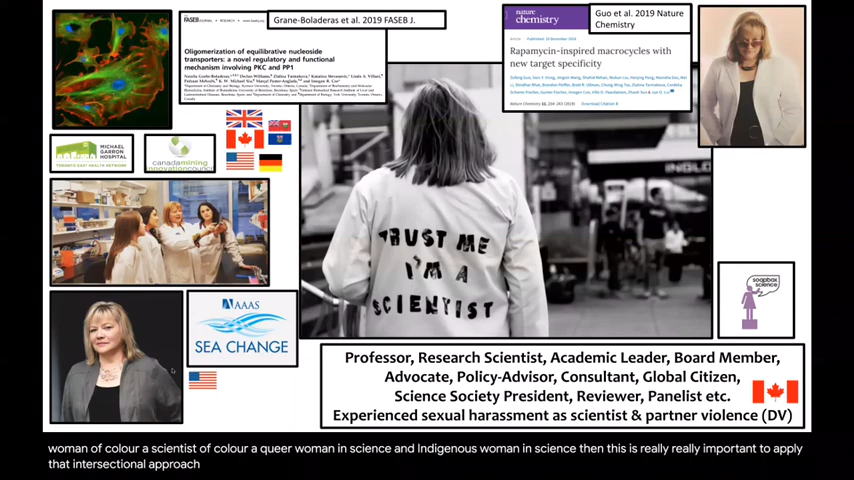 Grane-Boladeras et al. 2019 FASEB J.
Oligomerization of equilibrative nucleoside
transporters: a novel regulatory and functional
mechanism involving PKC and PP1
nature
chemistry
Guo et al. 2019 Nature
Chemistry
Rapamycin-inspired macrocycles with
new target specificity
MICHAEL
GARRON
HOSPITAL
TORONTO EAST HEALTH NETWORK
canadamining
innovationcouncil
TRUST ME
I'M A
SCIENTIST
soapbox
science
AAAS
SEA CHANGE
Professor, Research Scientist, Academic Leader, Board Member,
Advocate, Policy-Advisor, Consultant, Global Citizen,
Science Society President, Reviewer, Panelist etc.
Experienced sexual harassment as scientist & partner violence (DV)
woman of colour a scientist of colour a queer woman in science and Indigenous woman in science then this is really really important to apply
that intersectional approach